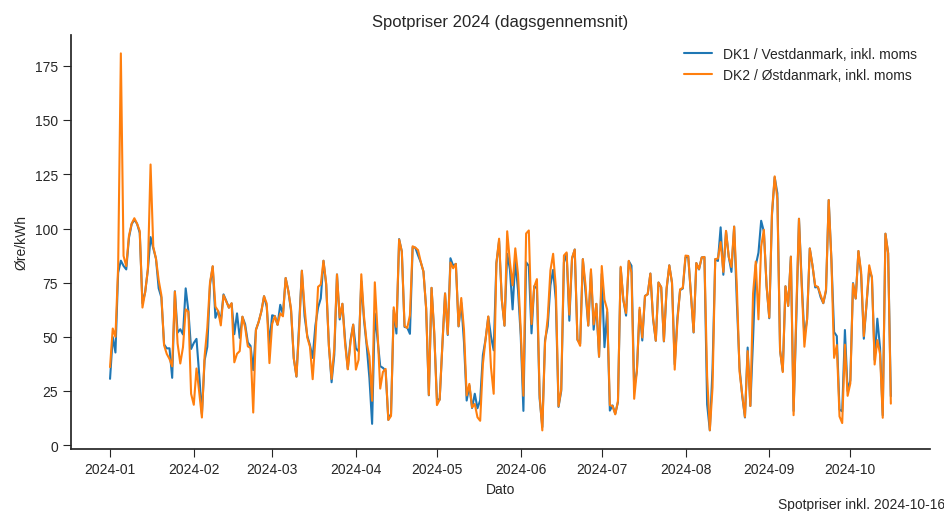 Spotpriser 2024 (dagsgennemsnit)
DK1 / Vestdanmark, inkl. moms
DK2 / Østdanmark, inkl. moms
Øre/kWh
175
150
125
100
75
50
25
0
2024-01 2024-02 2024-03 2024-04 2024-05 2024-06 2024-07 2024-08 2024-09 2024-10
Dato
Spotpriser inkl. 2024-10-16